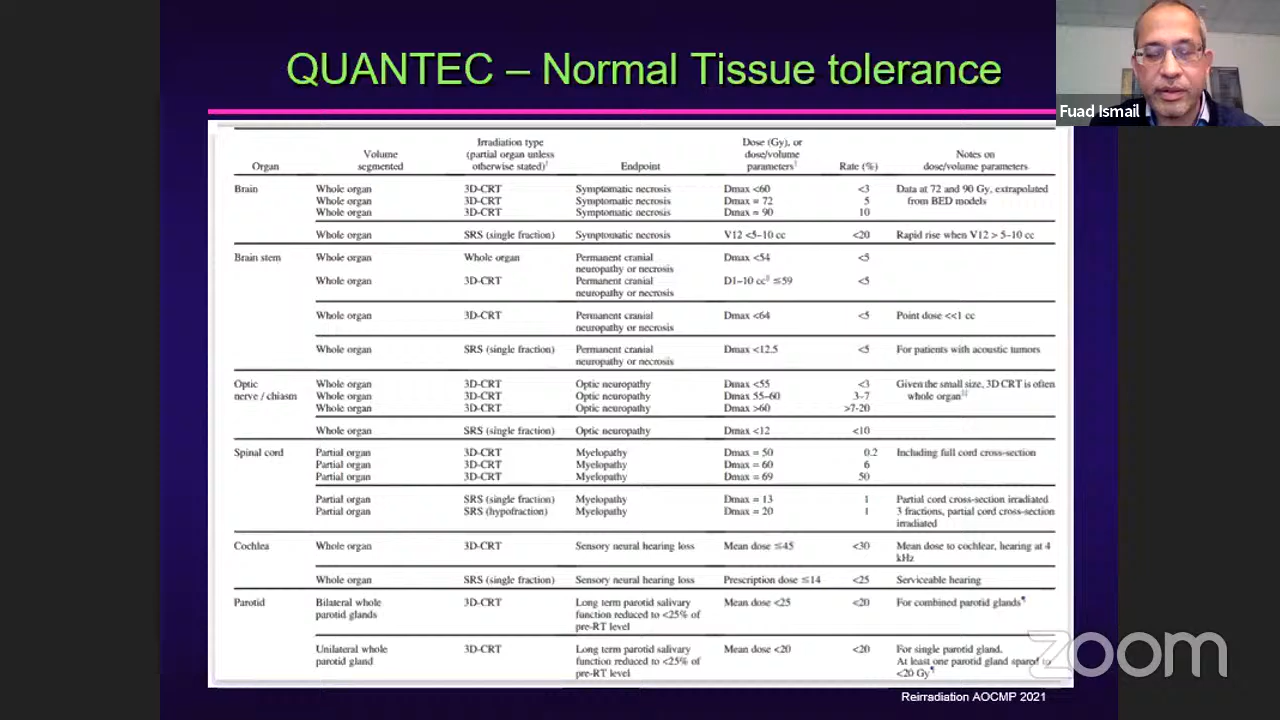 QUANTEC – Normal Tissue tolerance
Fuad Ismail
Organ Volume segmented Irradiation type (partial organ unless otherwise stated)† Endpoint Dose (Gy), or dose/volume parameters† Rate (%) Notes on dose/volume parameters
Brain Whole organ 3D-CRT Symptomatic necrosis Dmax <60 <3 Data at 72 and 90 Gy, extrapolated from BED models
Whole organ 3D-CRT Symptomatic necrosis Dmax = 72 5
Whole organ 3D-CRT Symptomatic necrosis Dmax = 90 10
Whole organ SRS (single fraction) Symptomatic necrosis V12 <5–10 cc <20 Rapid rise when V12 > 5–10 cc
Brain stem Whole organ Whole organ Permanent cranial neuropathy or necrosis Dmax <54 <5
Whole organ 3D-CRT Permanent cranial neuropathy or necrosis D1–10 cc‖ ≤59 <5
Whole organ 3D-CRT Permanent cranial neuropathy or necrosis Dmax <64 <5 Point dose <<1 cc
Whole organ SRS (single fraction) Permanent cranial neuropathy or necrosis Dmax <12.5 <5 For patients with acoustic tumors
Optic nerve / chiasm Whole organ 3D-CRT Optic neuropathy Dmax <55 <3 Given the small size, 3D CRT is often whole organ‡‡
Whole organ 3D-CRT Optic neuropathy Dmax 55–60 3–7
Whole organ 3D-CRT Optic neuropathy Dmax >60 >7-20
Whole organ SRS (single fraction) Optic neuropathy Dmax <12 <10
Spinal cord Partial organ 3D-CRT Myelopathy Dmax = 50 0.2 Including full cord cross-section
Partial organ 3D-CRT Myelopathy Dmax = 60 6
Partial organ 3D-CRT Myelopathy Dmax = 69 50
Partial organ SRS (single fraction) Myelopathy Dmax = 13 1 Partial cord cross-section irradiated
Partial organ SRS (hypofraction) Myelopathy Dmax = 20 1 3 fractions, partial cord cross-section irradiated
Cochlea Whole organ 3D-CRT Sensory neural hearing loss Mean dose ≤45 <30 Mean dose to cochlear, hearing at 4 kHz
Whole organ SRS (single fraction) Sensory neural hearing loss Prescription dose ≤14 <25 Serviceable hearing
Parotid Bilateral whole parotid glands 3D-CRT Long term parotid salivary function reduced to <25% of pre-RT level Mean dose <25 <20 For combined parotid glands¶
Unilateral whole parotid gland 3D-CRT Long term parotid salivary function reduced to <25% of pre-RT level Mean dose <20 <20 For single parotid gland. At least one parotid gland spared to <20 Gy¶
zoom
Reirradiation AOCMP 2021